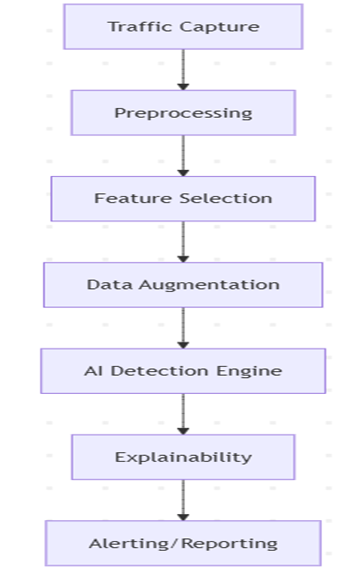 Traffic Capture
Preprocessing
Feature Selection
Data Augmentation
AI Detection Engine
Explainability
Alerting/Reporting